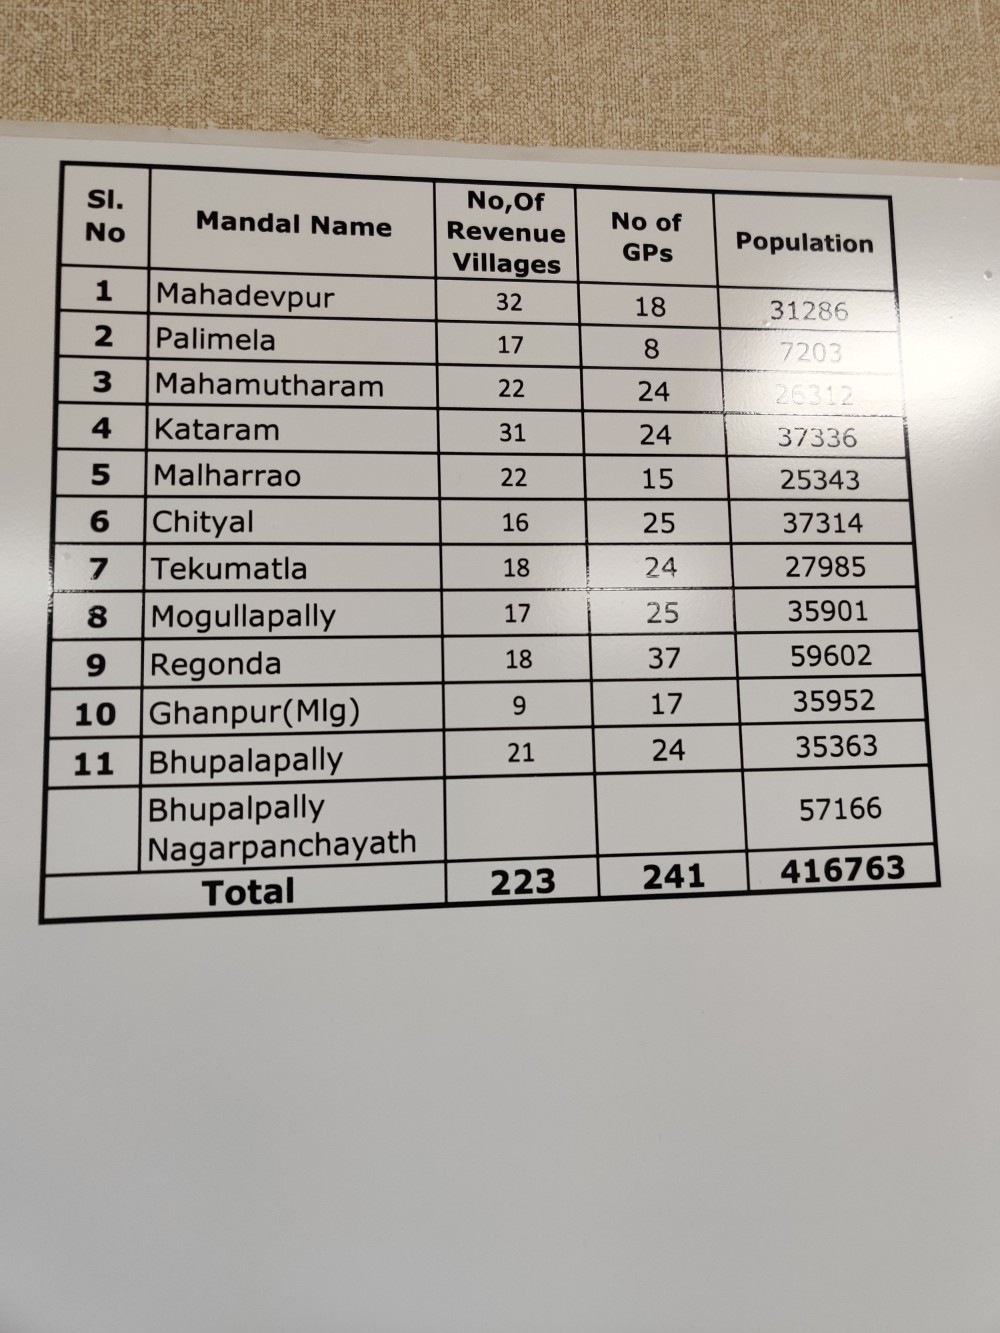 Sl. No Mandal Name No,Of Revenue Villages No of GPs Population
1 Mahadevpur 32 18 31286
2 Palimela 17 8 7203
3 Mahamutharam 22 24 26312
4 Kataram 31 24 37336
5 Malharrao 22 15 25343
6 Chityal 16 25 37314
7 Tekumatla 18 24 27985
8 Mogullapally 17 25 35901
9 Regonda 18 37 59602
10 Ghanpur(Mlg) 9 17 35952
11 Bhupalapally 21 24 35363
Bhupalpally Nagarpanchayath 57166
Total 223 241 416763